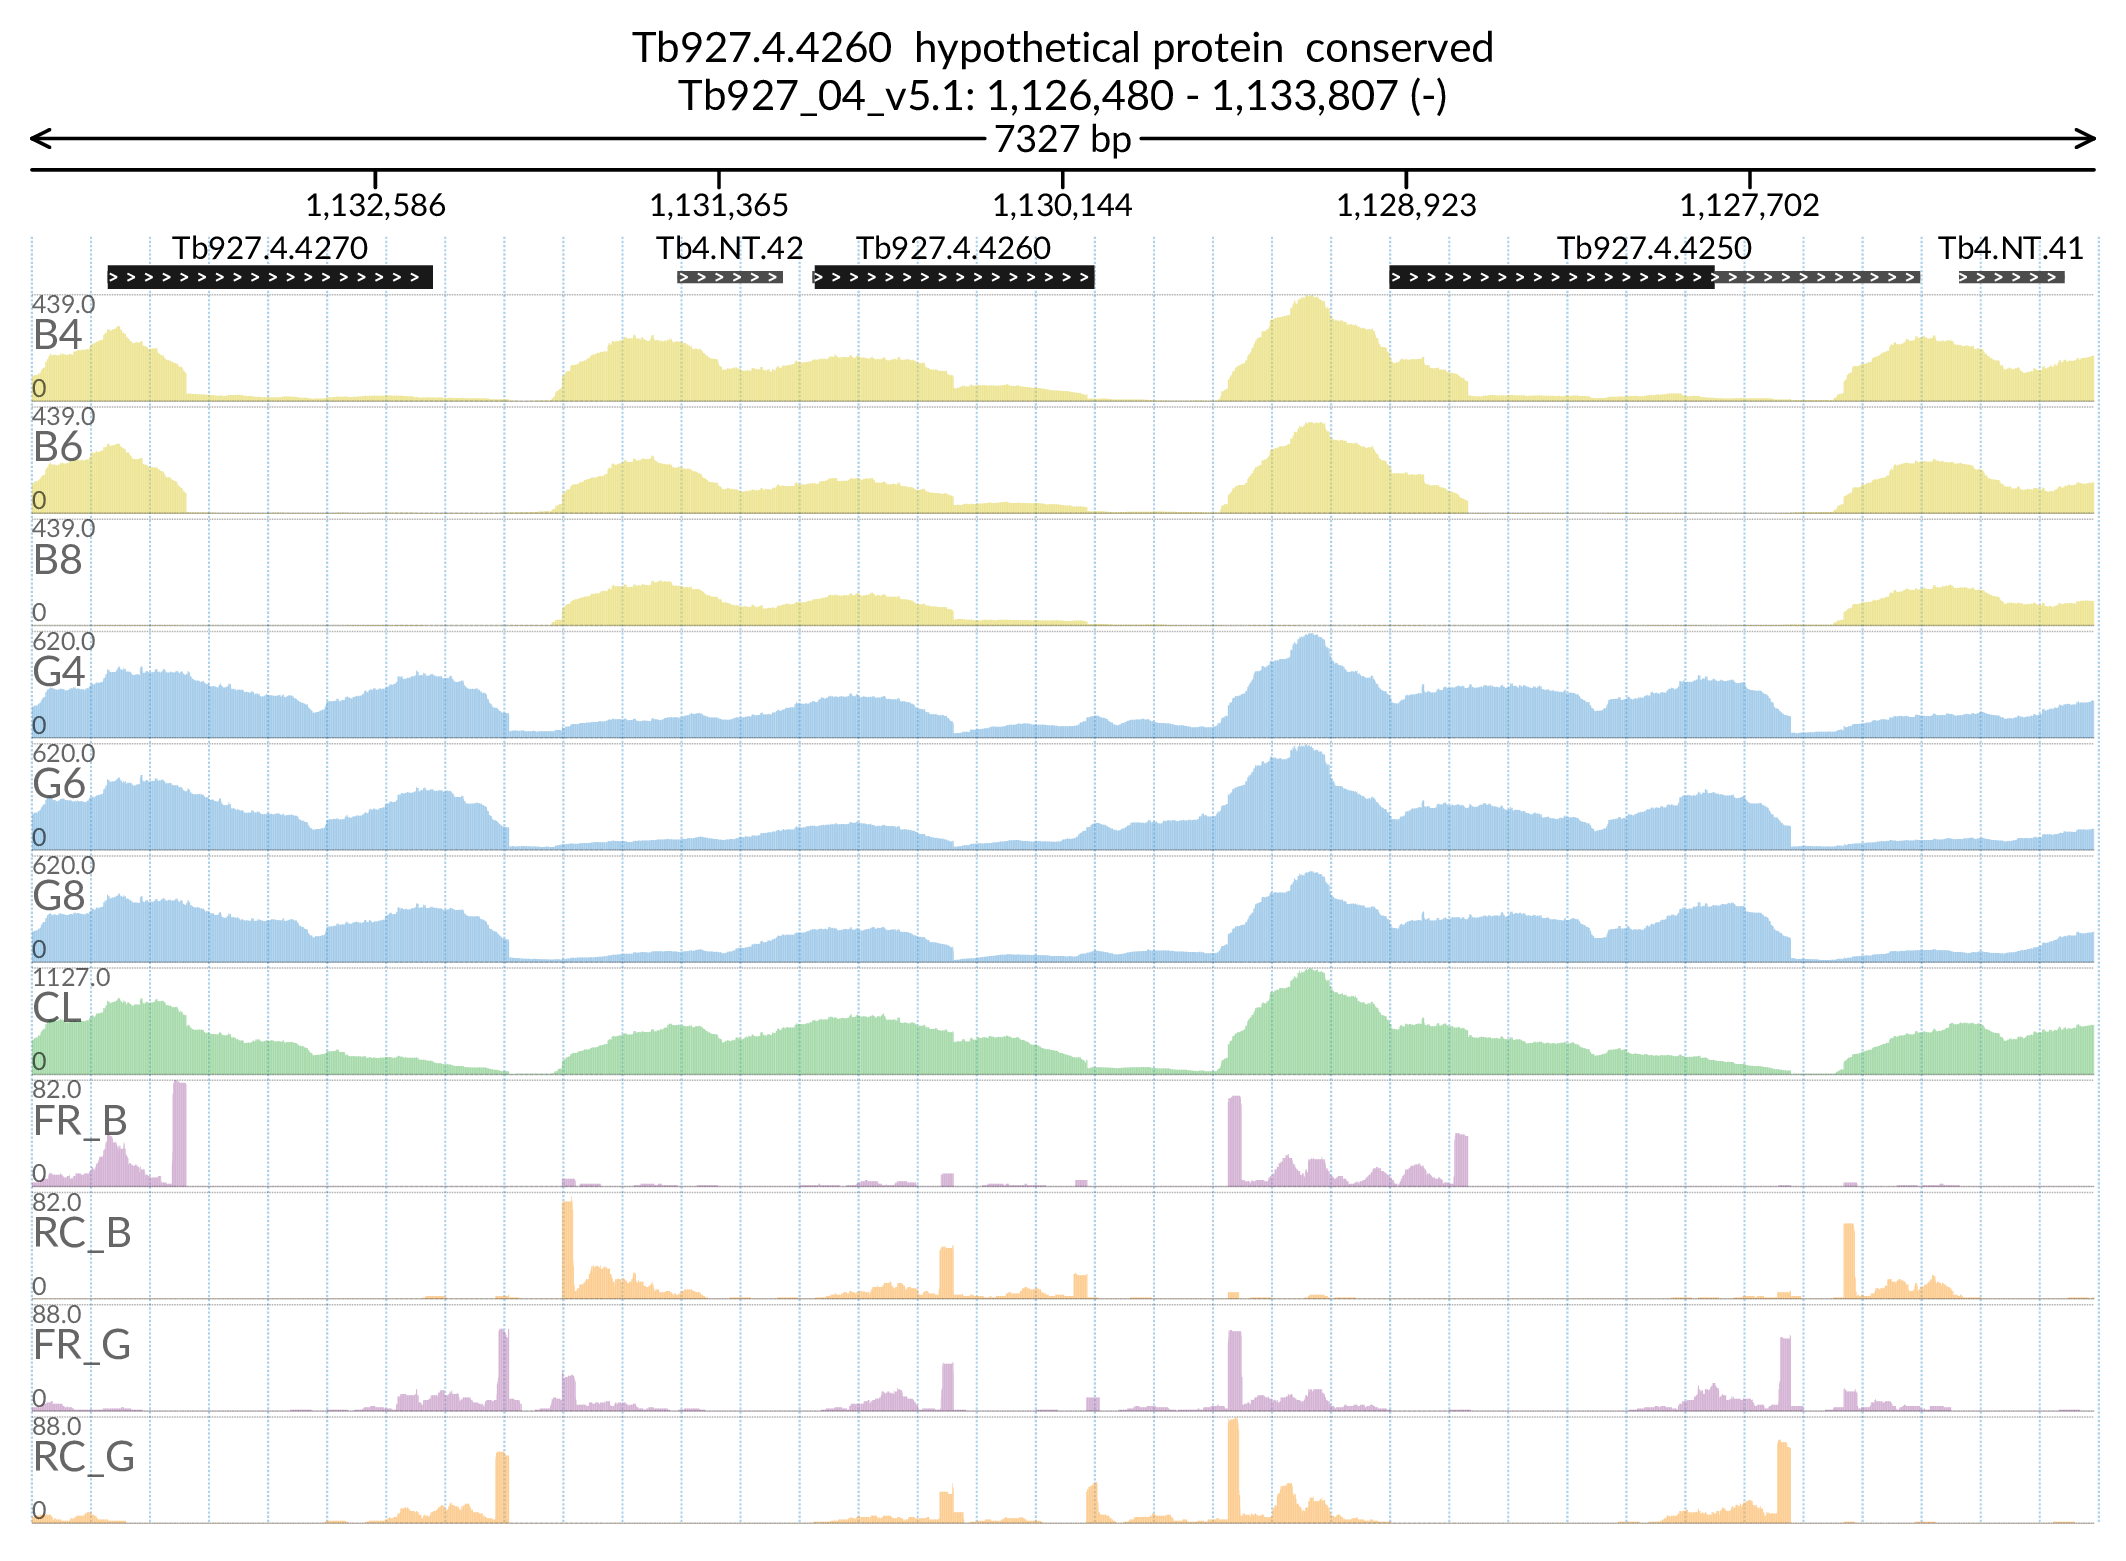 Tb927.4.4260  hypothetical protein  conserved
Tb927_04_v5.1: 1,126,480 - 1,133,807 (-)
7327 bp
1,132,586 1,131,365 1,130,144 1,128,923 1,127,702
Tb927.4.4270 Tb4.NT.42 Tb927.4.4260 Tb927.4.4250 Tb4.NT.41
439.0
B4
0
439.0
B6
0
439.0
B8
0
620.0
G4
0
620.0
G6
0
620.0
G8
0
1127.0
CL
0
82.0
FR_B
0
82.0
RC_B
0
88.0
FR_G
0
88.0
RC_G
0